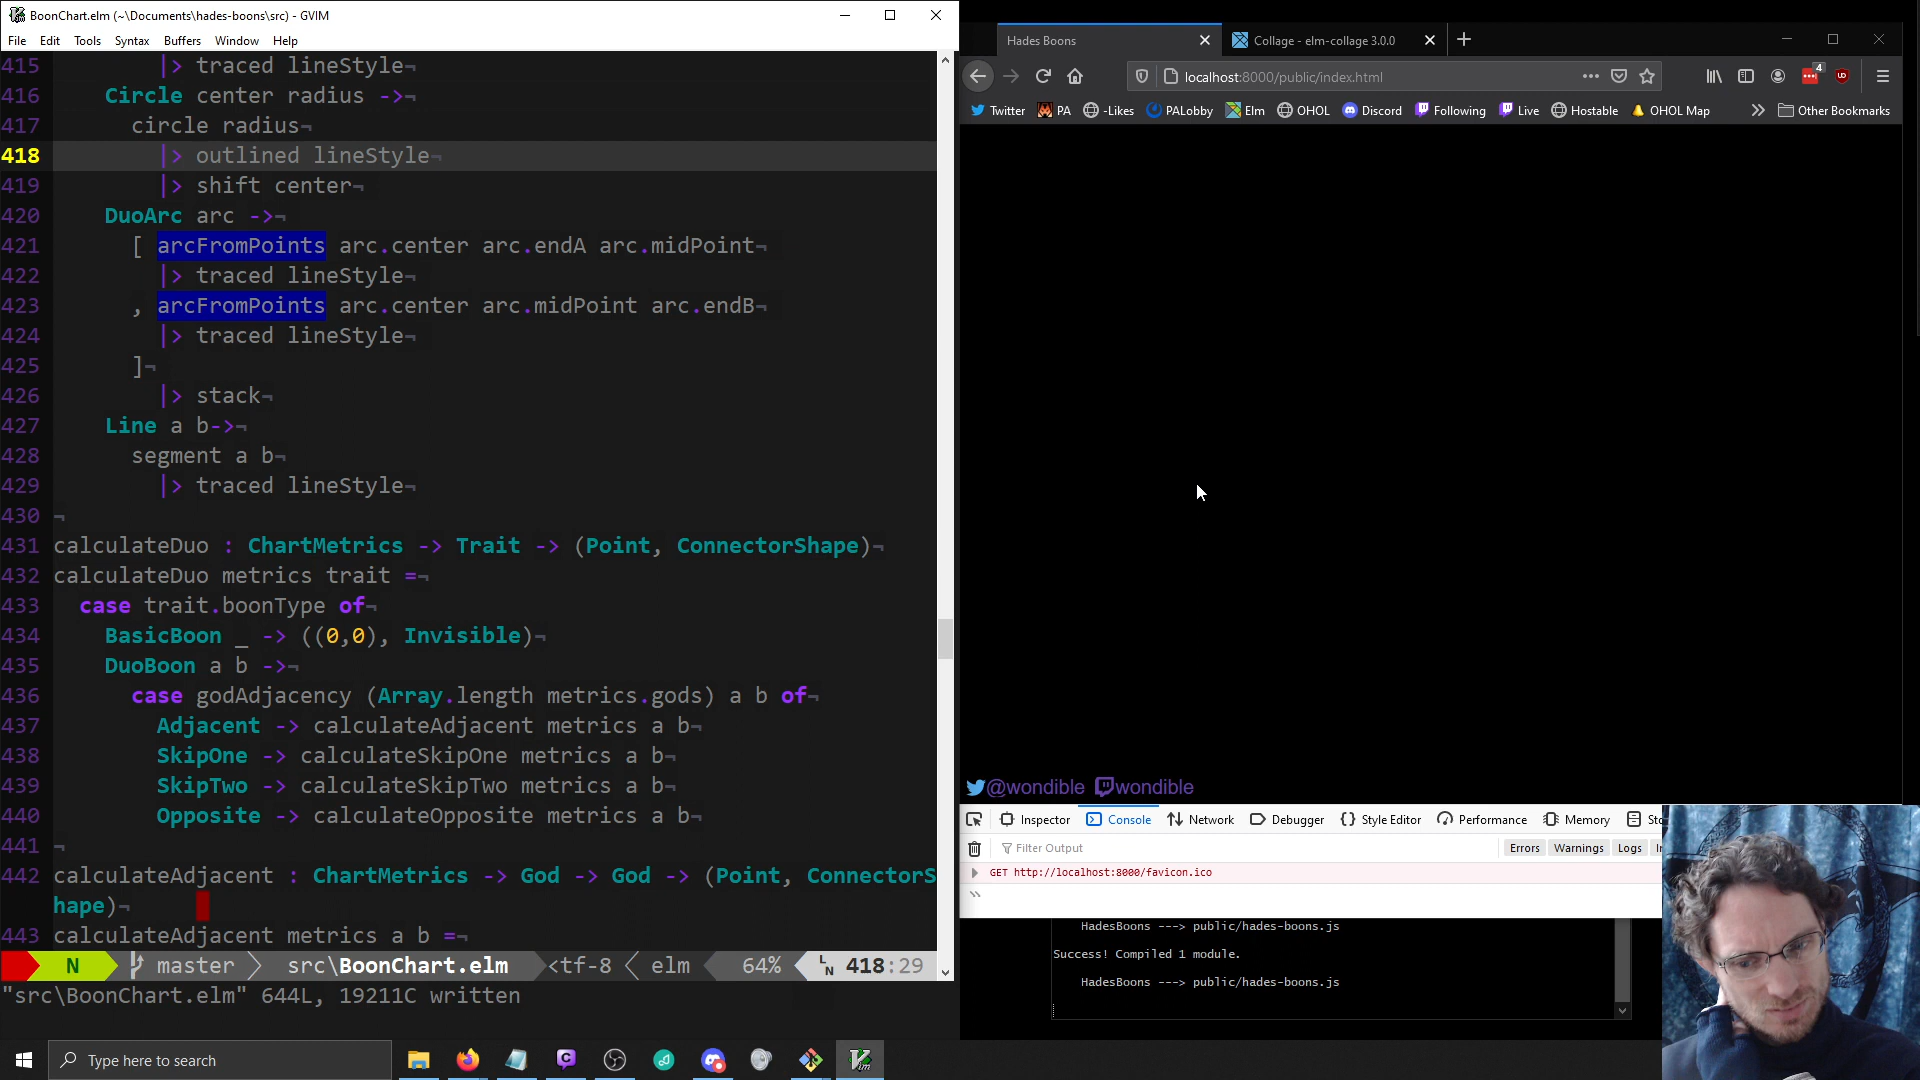 BoonChart.elm (~\Documents\hades-boons\src) - GVIM
File Edit Tools Syntax Buffers Window Help
415 |> traced lineStyle¬
416 Circle center radius ->¬
417 circle radius¬
418 |> outlined lineStyle¬
419 |> shift center¬
420 DuoArc arc ->¬
421 [ arcFromPoints arc.center arc.endA arc.midPoint¬
422 |> traced lineStyle¬
423 , arcFromPoints arc.center arc.midPoint arc.endB¬
424 |> traced lineStyle¬
425 ]¬
426 |> stack¬
427 Line a b->¬
428 segment a b¬
429 |> traced lineStyle¬
430 ¬
431 calculateDuo : ChartMetrics -> Trait -> (Point, ConnectorShape)¬
432 calculateDuo metrics trait =¬
433 case trait.boonType of¬
434 BasicBoon _ -> ((0,0), Invisible)¬
435 DuoBoon a b ->¬
436 case godAdjacency (Array.length metrics.gods) a b of¬
437 Adjacent -> calculateAdjacent metrics a b¬
438 SkipOne -> calculateSkipOne metrics a b¬
439 SkipTwo -> calculateSkipTwo metrics a b¬
440 Opposite -> calculateOpposite metrics a b¬
441 ¬
442 calculateAdjacent : ChartMetrics -> God -> God -> (Point, ConnectorS
hape)¬
443 calculateAdjacent metrics a b =¬
N master src\BoonChart.elm <tf-8 elm 64% LN 418:29
"src\BoonChart.elm" 644L, 19211C written
Type here to search
Hades Boons
Collage - elm-collage 3.0.0
localhost:8000/public/index.html
4
Twitter PA -Likes PALobby Elm OHOL Discord Following Live Hostable OHOL Map Other Bookmarks
@wondible wondible
Inspector Console Network Debugger Style Editor Performance Memory Sto
Filter Output
Errors Warnings Logs
GET http://localhost:8000/favicon.ico
HadesBoons ---> public/hades-boons.js
Success! Compiled 1 module.
HadesBoons ---> public/hades-boons.js